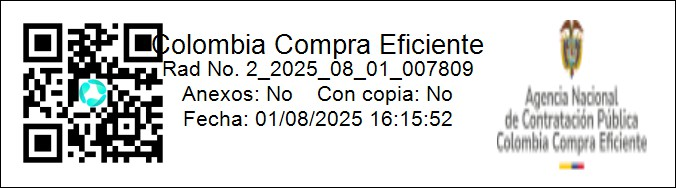 Colombia Compra Eficiente
Rad No. 2_2025_08_01_007809
Anexos: No Con copia: No
Fecha: 01/08/2025 16:15:52
Agencia Nacional
de Contratación Pública
Colombia Compra Eficiente